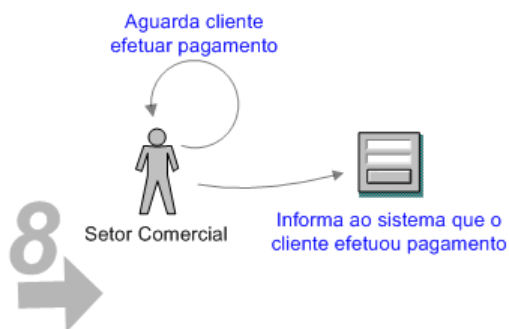 Aguarda cliente
efetuar pagamento
Setor Comercial
Informa ao sistema que o
cliente efetuou pagamento
8